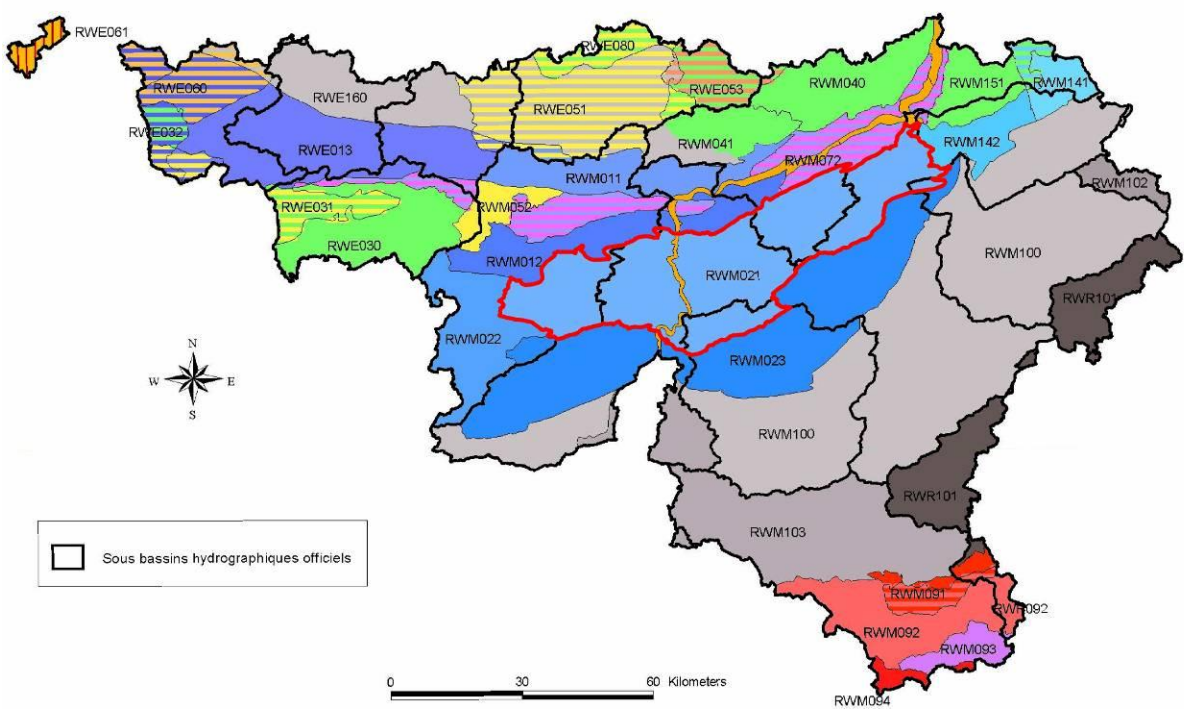 RWE061
RWE080
RWE060
RWE160
RWE053
RWM040
RWM151
RWM141
RWE051
RWE032
RWE013
RWM041
RWM142
RWM072
RWM011
RWM102
RWE031
RWM052
RWE030
RWM012
RWM100
RWM021
RWR101
RWM022
RWM023
N
W E
S
RWM100
RWR101
RWM103
Sous bassins hydrographiques officiels
RWM091
RWR092
RWM092
RWM093
0 30 60 Kilometers
RWM094